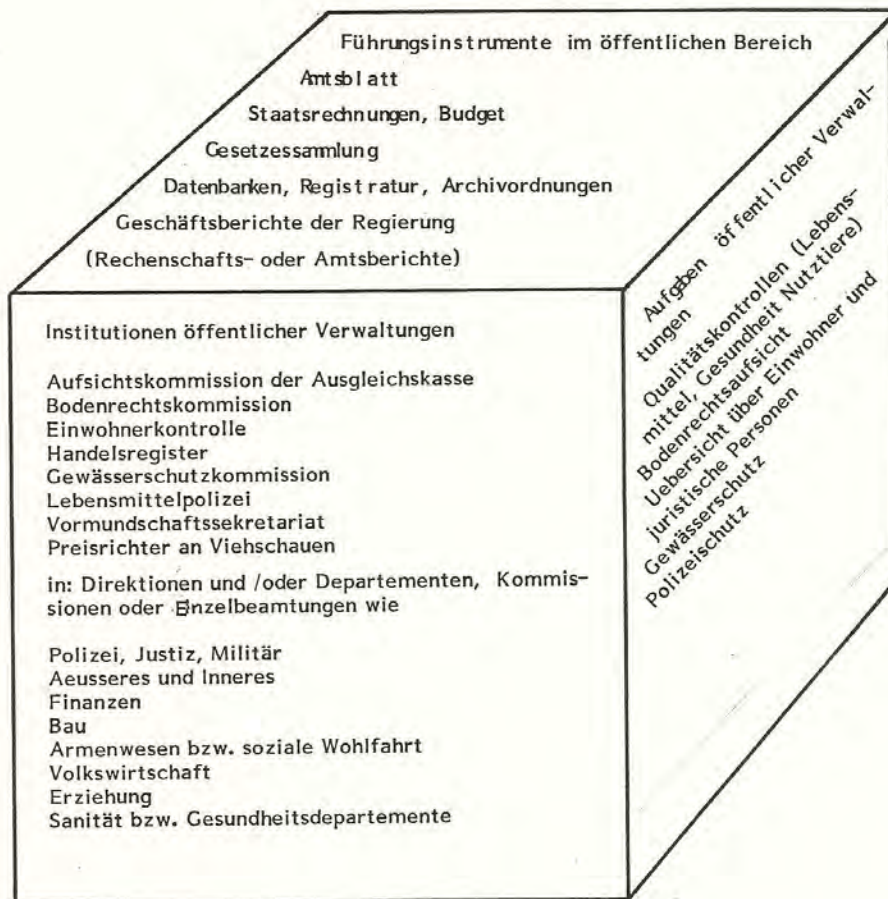 Führungsinstrumente im öffentlichen Bereich
Amtsblatt
Staatsrechnungen, Budget
Gesetzessammlung
Datenbanken, Registratur, Archivordnungen
Geschäftsberichte der Regierung
(Rechenschafts- oder Amtsberichte)
Institutionen öffentlicher Verwaltungen
Aufsichtskommission der Ausgleichskasse
Bodenrechtskommission
Einwohnerkontrolle
Handelsregister
Gewässerschutzkommission
Lebensmittelpolizei
Vormundschaftssekretariat
Preisrichter an Viehschauen
in: Direktionen und /oder Departementen, Kommis-
sionen oder Einzelbeamtungen wie
Polizei, Justiz, Militär
Aeusseres und Inneres
Finanzen
Bau
Armenwesen bzw. soziale Wohlfahrt
Volkswirtschaft
Erziehung
Sanität bzw. Gesundheitsdepartemente
Aufgaben öffentlicher Verwal-
tungen
Qualitätskontrollen (Lebens-
mittel, Gesundheit Nutztiere)
Bodenrechtsaufsicht
Uebersicht über Einwohner und
juristische Personen
Gewässerschutz
Polizeischutz